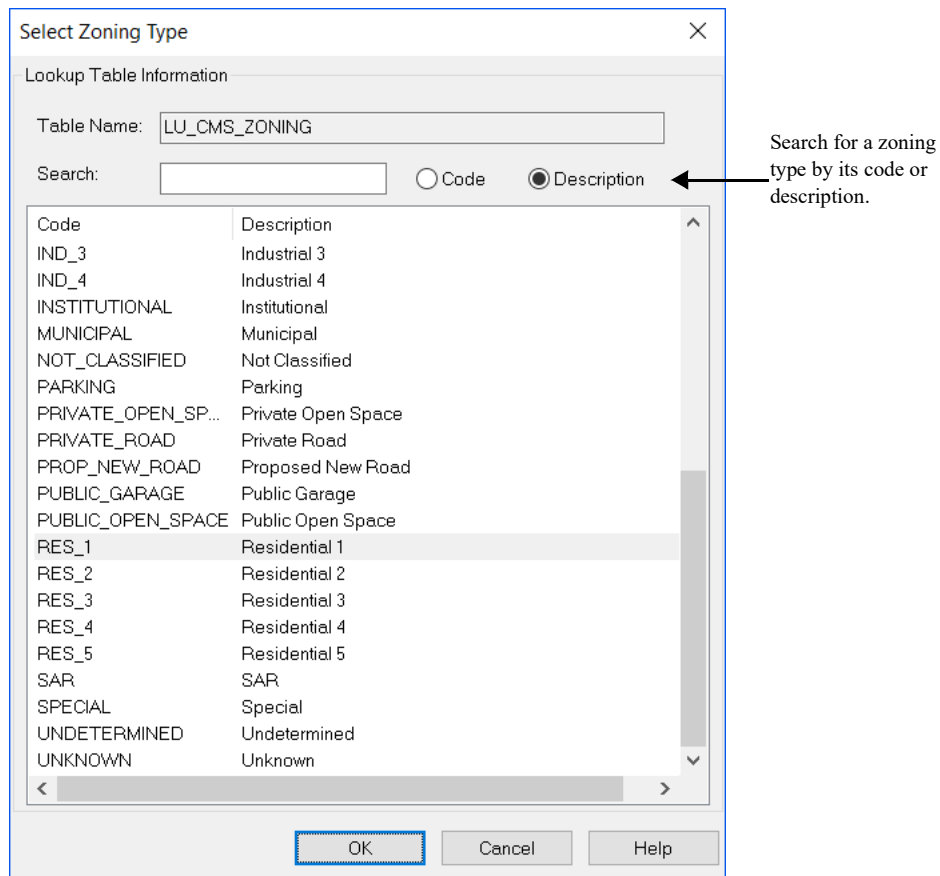 Select Zoning Type
Lookup Table Information
Table Name: LU_CMS_ZONING
Search: Code Description
Search for a zoning
type by its code or
description.
Code Description
IND_3 Industrial 3
IND_4 Industrial 4
INSTITUTIONAL Institutional
MUNICIPAL Municipal
NOT_CLASSIFIED Not Classified
PARKING Parking
PRIVATE_OPEN_SP... Private Open Space
PRIVATE_ROAD Private Road
PROP_NEW_ROAD Proposed New Road
PUBLIC_GARAGE Public Garage
PUBLIC_OPEN_SPACE Public Open Space
RES_1 Residential 1
RES_2 Residential 2
RES_3 Residential 3
RES_4 Residential 4
RES_5 Residential 5
SAR SAR
SPECIAL Special
UNDETERMINED Undetermined
UNKNOWN Unknown
OK Cancel Help